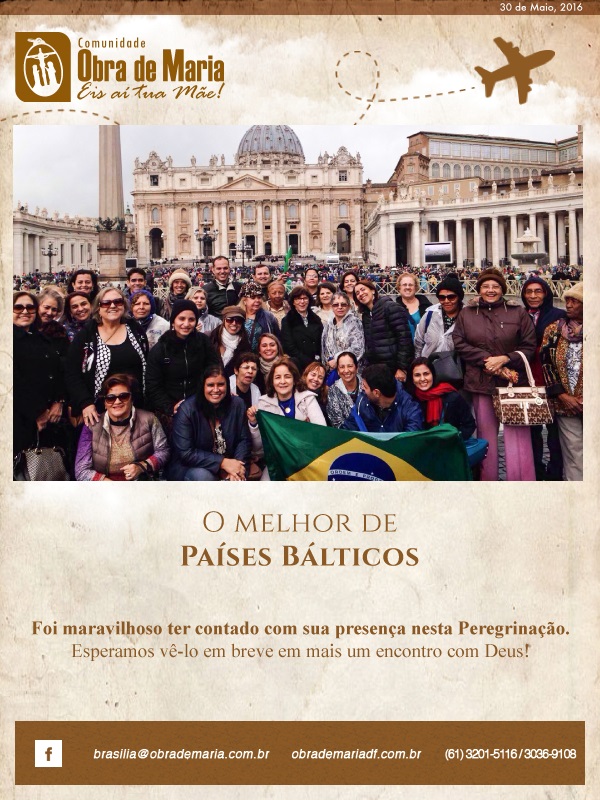 30 de Maio, 2016
Comunidade
Obra de Maria
Eis aí tua Mãe!
O melhor de
Países Bálticos
Foi maravilhoso ter contado com sua presença nesta Peregrinação.
Esperamos vê-lo em breve em mais um encontro com Deus!
f brasilia@obrademaria.com.br obrademariadf.com.br (61) 3201-5116 / 3036-9108